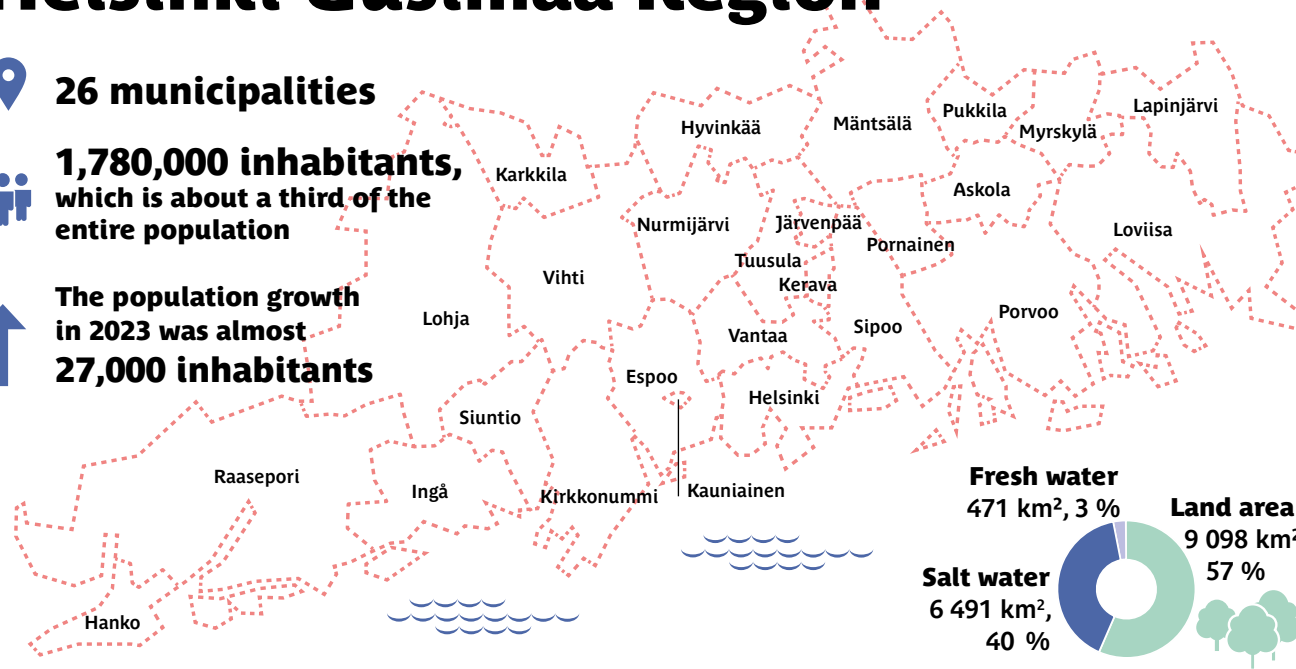 Helsinki-Uusimaa Region
26 municipalities
1,780,000 inhabitants,
which is about a third of the
entire population
The population growth
in 2023 was almost
27,000 inhabitants
Lapinjärvi
Pukkila
Mäntsälä
Hyvinkää
Myrskylä
Karkkila
Askola
Nurmijärvi
Järvenpää
Loviisa
Pornainen
Tuusula
Vihti
Kerava
Porvoo
Lohja
Sipoo
Vantaa
Espoo
Helsinki
Siuntio
Raasepori
Ingå
Kirkkonummi
Kauniainen
Hanko
Fresh water
471 km², 3 %
Land area
9 098 km²
57 %
Salt water
6 491 km²,
40 %